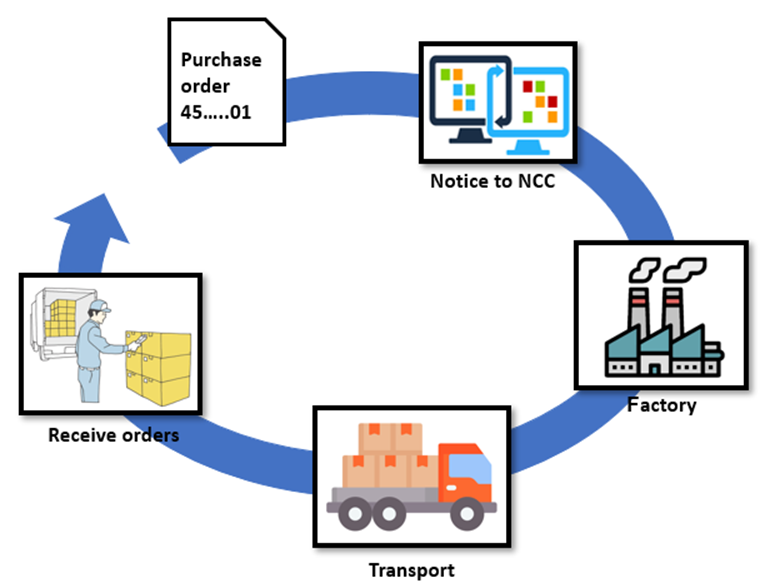 Purchase
order
45…..01
Notice to NCC
Factory
Transport
Receive orders